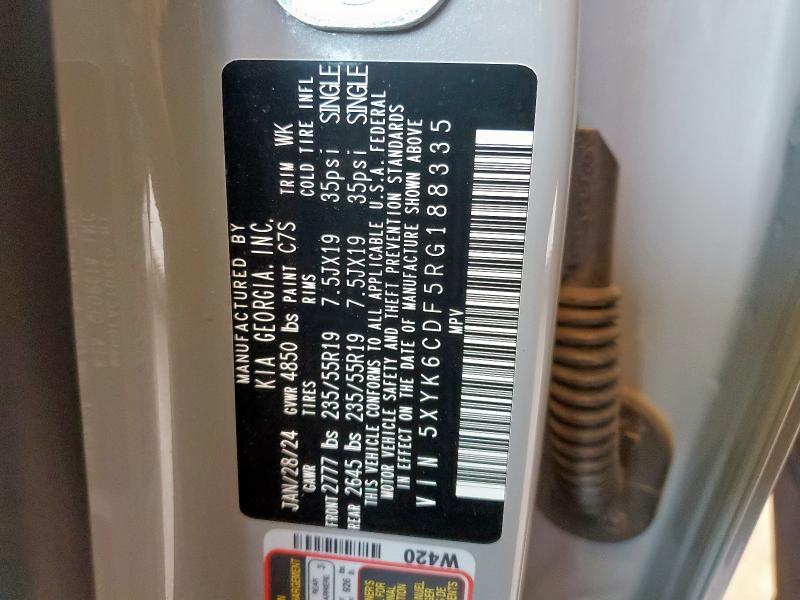 MANUFACTURED BY
KIA GEORGIA, INC.
JAN/28/24 GVWR 4850 lbs PAINT C7S TRIM WK
GAWR TIRES RIMS COLD TIRE INFL
FRONT 2777 lbs 235/55R19 7.5JX19 35psi SINGLE
REAR 2645 lbs 235/55R19 7.5JX19 35psi SINGLE
THIS VEHICLE CONFORMS TO ALL APPLICABLE U.S.A. FEDERAL
MOTOR VEHICLE SAFETY AND THEFT PREVENTION STANDARDS
IN EFFECT ON THE DATE OF MANUFACTURE SHOWN ABOVE
VIN 5XYK6CDF5RG188335
MPV
W420
REAR
926